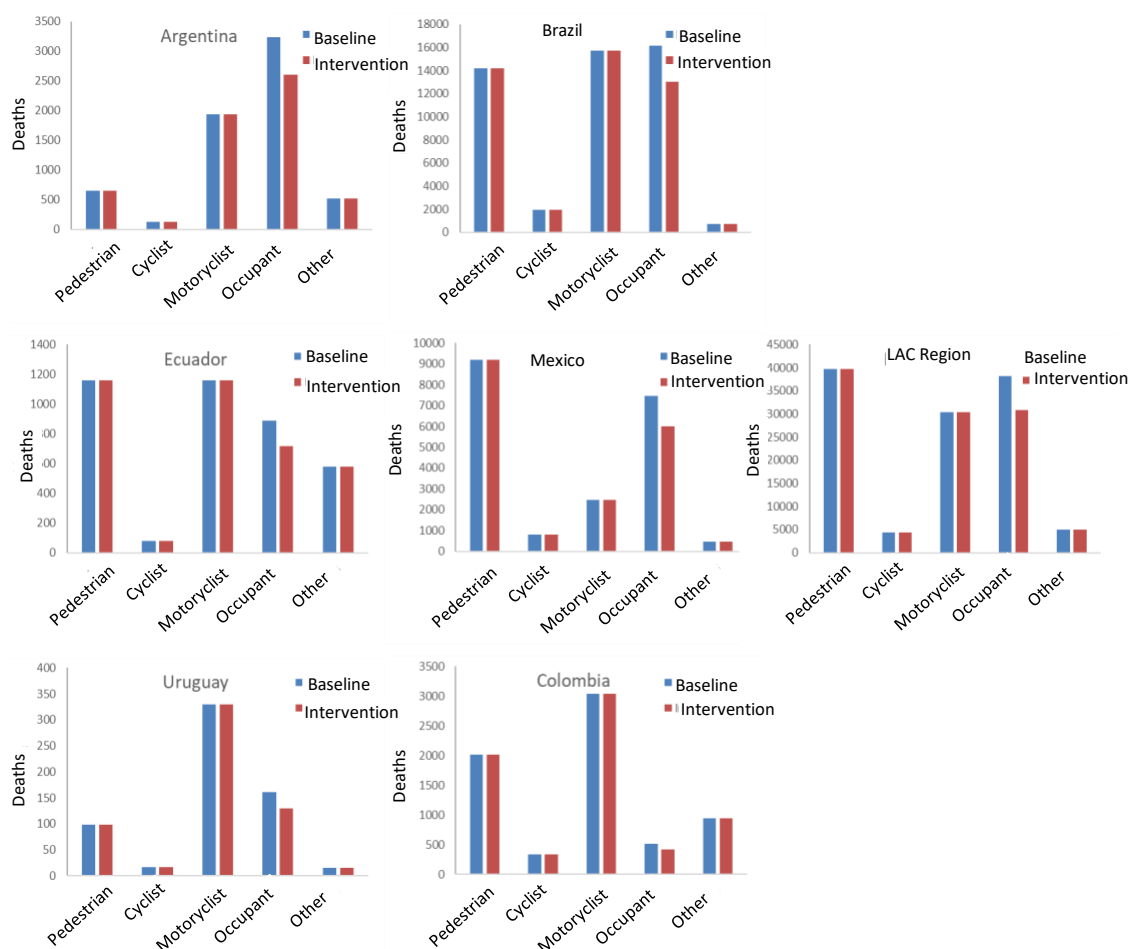 Argentina
Baseline
Intervention
Deaths
3500
3000
2500
2000
1500
1000
500
0
Pedestrian
Cyclist
Motoryclist
Occupant
Other
Brazil
Baseline
Intervention
Deaths
18000
16000
14000
12000
10000
8000
6000
4000
2000
0
Pedestrian
Cyclist
Motoryclist
Occupant
Other
Ecuador
Baseline
Intervention
Deaths
1400
1200
1000
800
600
400
200
0
Pedestrian
Cyclist
Motoryclist
Occupant
Other
Mexico
Baseline
Intervention
Deaths
10000
9000
8000
7000
6000
5000
4000
3000
2000
1000
0
Pedestrian
Cyclist
Motoryclist
Occupant
Other
LAC Region
Baseline
Intervention
Deaths
45000
40000
35000
30000
25000
20000
15000
10000
5000
0
Pedestrian
Cyclist
Motoryclist
Occupant
Other
Uruguay
Baseline
Intervention
Deaths
400
350
300
250
200
150
100
50
0
Pedestrian
Cyclist
Motoryclist
Occupant
Other
Colombia
Baseline
Intervention
Deaths
3500
3000
2500
2000
1500
1000
500
0
Pedestrian
Cyclist
Motoryclist
Occupant
Other